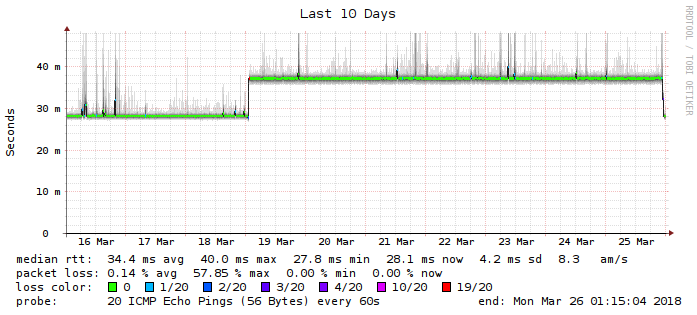 Last 10 Days
RRDTOOL / TOBI OETIKER
Seconds
40 m
30 m
20 m
10 m
0
16 Mar 17 Mar 18 Mar 19 Mar 20 Mar 21 Mar 22 Mar 23 Mar 24 Mar 25 Mar
median rtt: 34.4 ms avg 40.0 ms max 27.8 ms min 28.1 ms now 4.2 ms sd 8.3 am/s
packet loss: 0.14 % avg 57.85 % max 0.00 % min 0.00 % now
loss color: 0 1/20 2/20 3/20 4/20 10/20 19/20
probe: 20 ICMP Echo Pings (56 Bytes) every 60s end: Mon Mar 26 01:15:04 2018